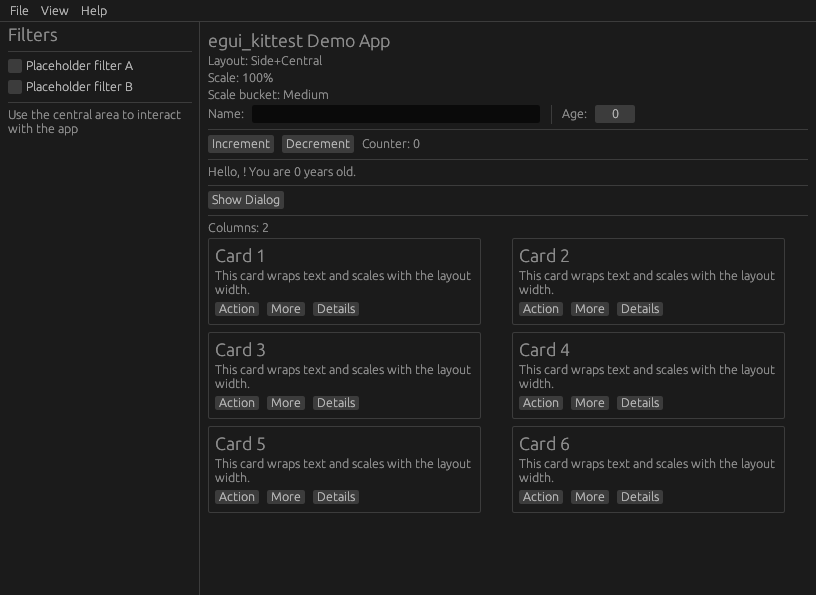 File View Help
Filters
Placeholder filter A
Placeholder filter B
Use the central area to interact
with the app
egui_kittest Demo App
Layout: Side+Central
Scale: 100%
Scale bucket: Medium
Name: Age: 0
Increment Decrement Counter: 0
Hello, ! You are 0 years old.
Show Dialog
Columns: 2
Card 1
This card wraps text and scales with the layout
width.
Action More Details
Card 2
This card wraps text and scales with the layout
width.
Action More Details
Card 3
This card wraps text and scales with the layout
width.
Action More Details
Card 4
This card wraps text and scales with the layout
width.
Action More Details
Card 5
This card wraps text and scales with the layout
width.
Action More Details
Card 6
This card wraps text and scales with the layout
width.
Action More Details